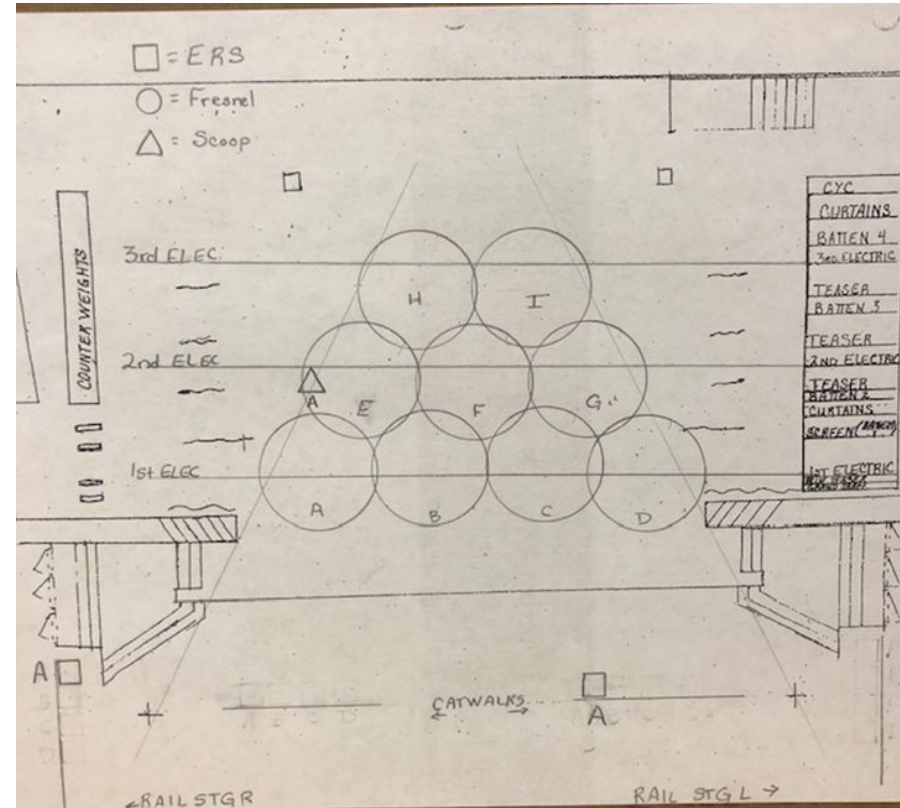 □ = ERS
○ = Fresnel
△ = Scoop
COUNTER WEIGHTS
3rd ELEC.
2nd ELEC
1st ELEC
H
I
A
E
F
G
A
B
C
D
CYC
CURTAINS
BATTEN 4
3RD ELECTRIC
TEASER
BATTEN 3
TEASER
2ND ELECTRIC
TEASER
BATTEN 2
CURTAINS
SCREEN
1ST ELECTRIC
A
CATWALKS
A
RAIL STG R
RAIL STG L